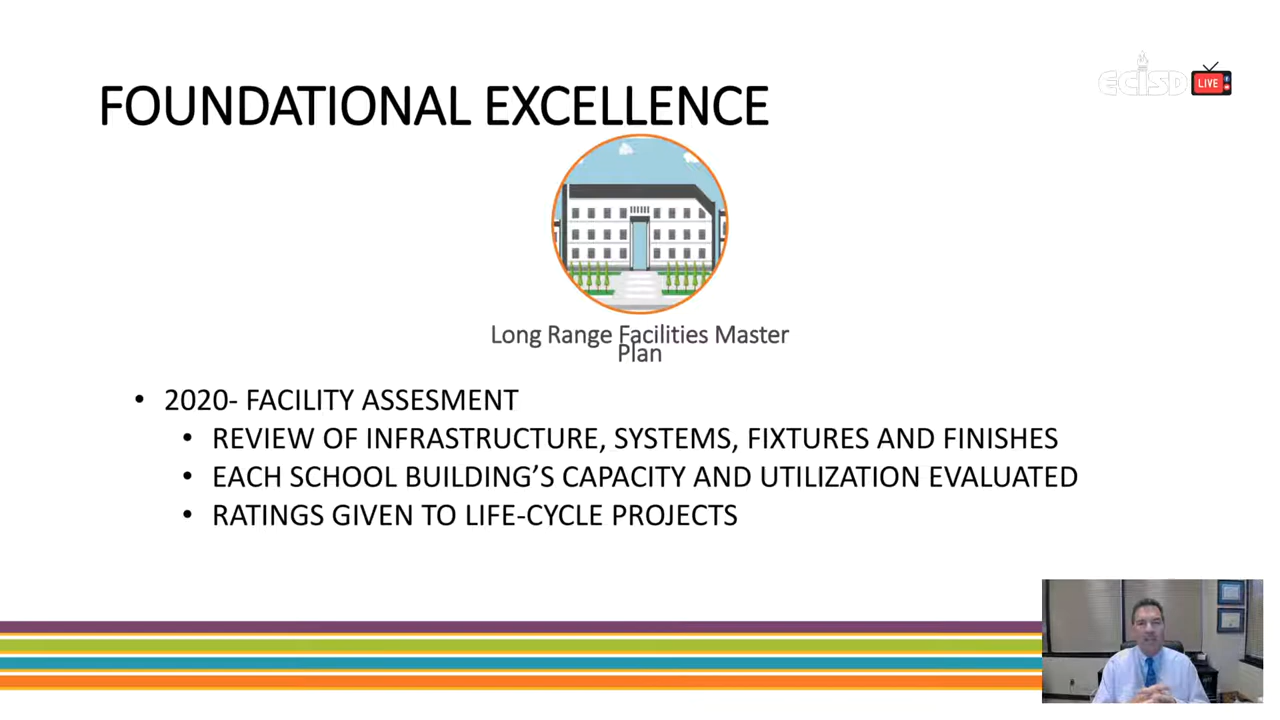 ECISD
LIVE
FOUNDATIONAL EXCELLENCE
Long Range Facilities Master
Plan
• 2020- FACILITY ASSESMENT
• REVIEW OF INFRASTRUCTURE, SYSTEMS, FIXTURES AND FINISHES
• EACH SCHOOL BUILDING’S CAPACITY AND UTILIZATION EVALUATED
• RATINGS GIVEN TO LIFE-CYCLE PROJECTS